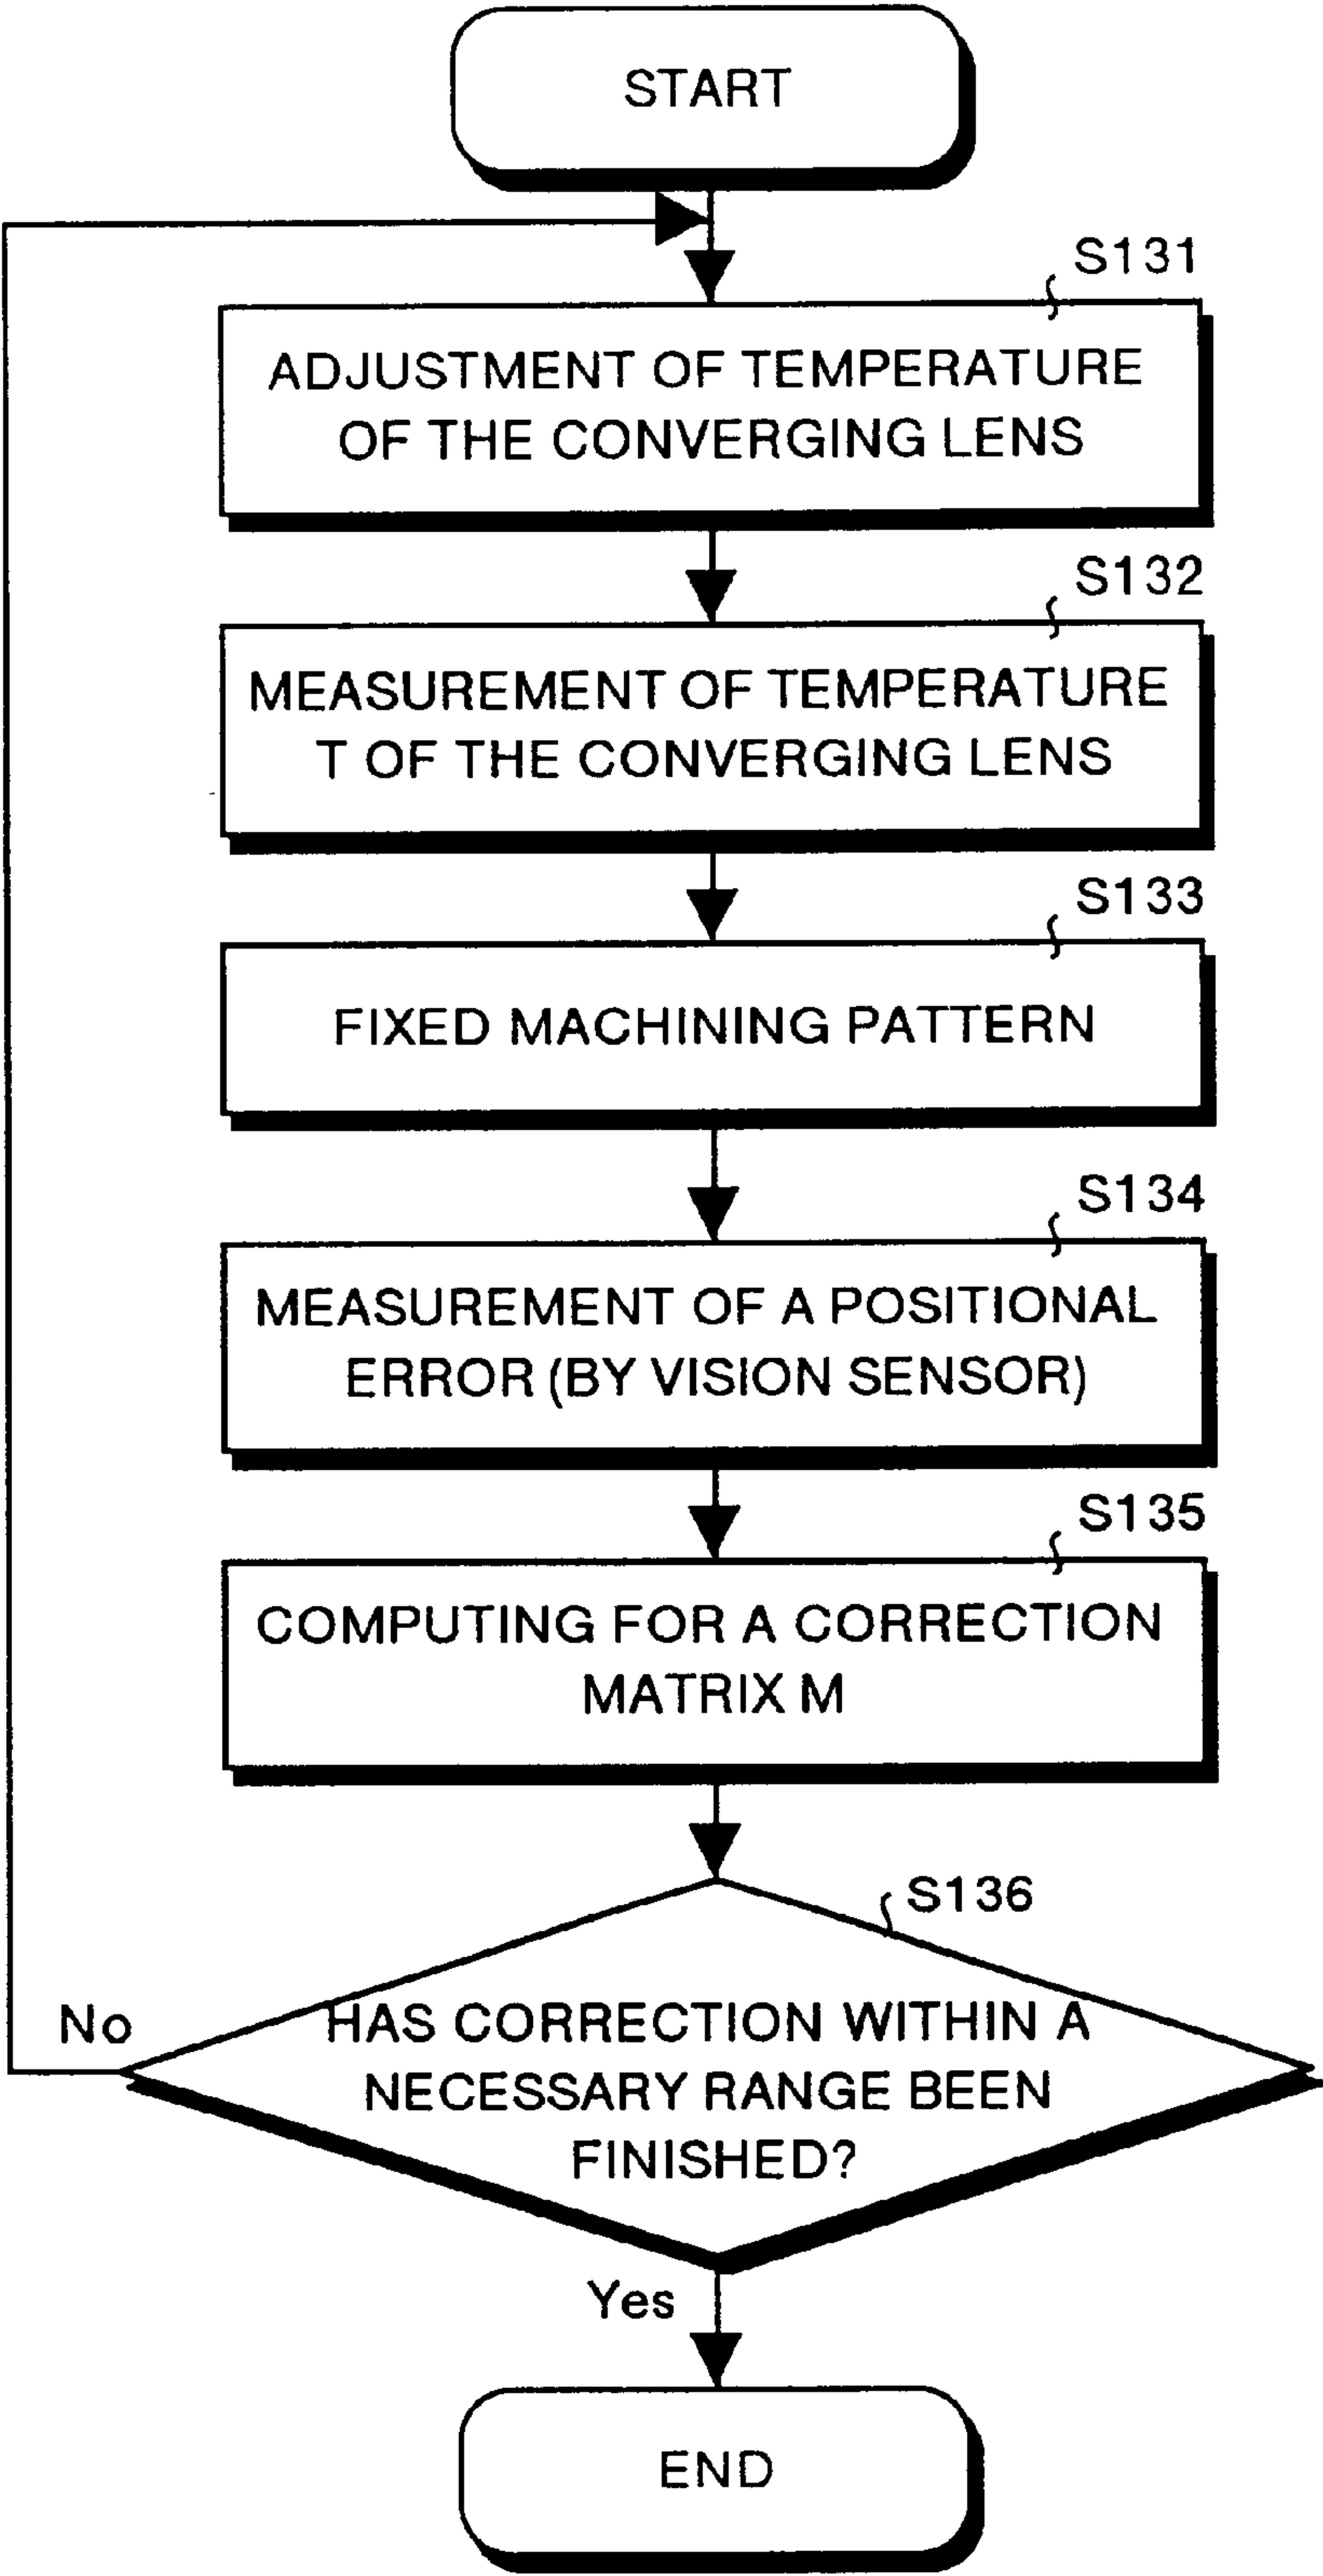 START
S131
ADJUSTMENT OF TEMPERATURE
OF THE CONVERGING LENS
S132
MEASUREMENT OF TEMPERATURE
T OF THE CONVERGING LENS
S133
FIXED MACHINING PATTERN
S134
MEASUREMENT OF A POSITIONAL
ERROR (BY VISION SENSOR)
S135
COMPUTING FOR A CORRECTION
MATRIX M
S136
No
HAS CORRECTION WITHIN A
NECESSARY RANGE BEEN
FINISHED?
Yes
END